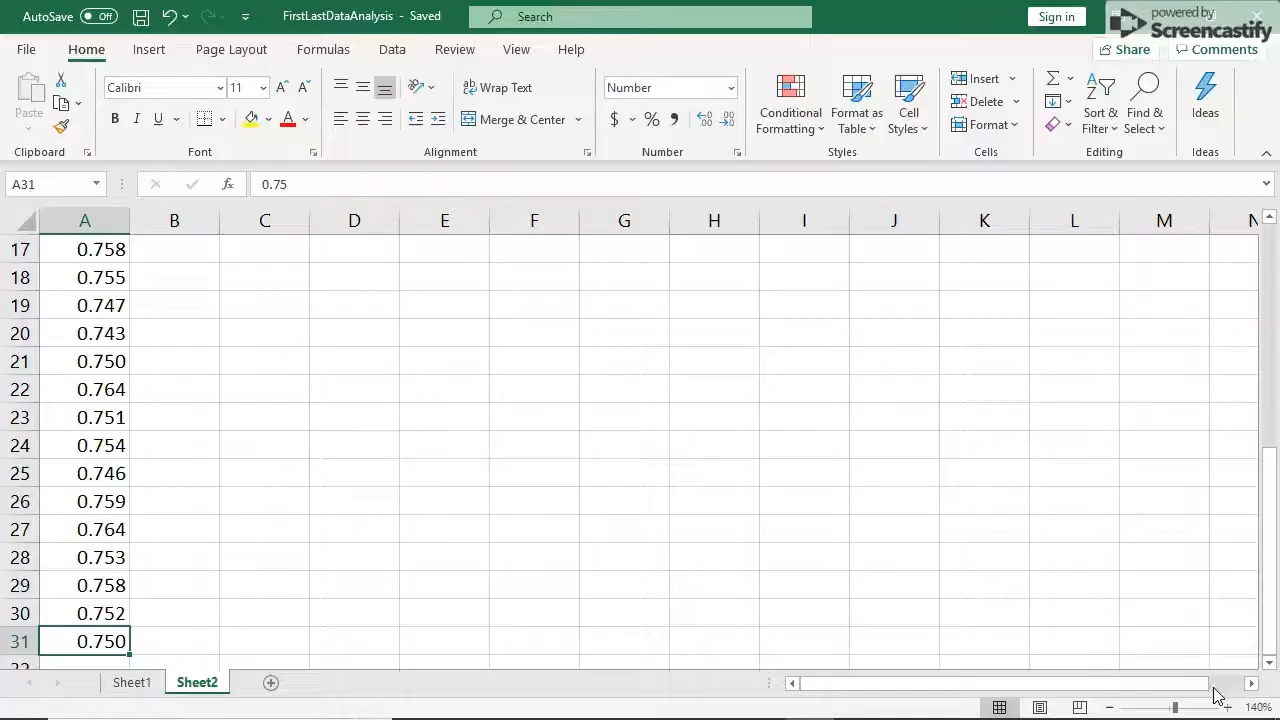 AutoSave Off FirstLastDataAnalysis - Saved Search Sign in
powered by
Screencastify
File Home Insert Page Layout Formulas Data Review View Help Share Comments
Calibri 11 Wrap Text Number Insert
Paste B I U Merge & Center $ % Conditional Formatting Format as Table Cell Styles Delete Sort & Filter Find & Select Ideas
Format
Clipboard Font Alignment Number Styles Cells Editing Ideas
A31 fx 0.75
A B C D E F G H I J K L M N
17 0.758
18 0.755
19 0.747
20 0.743
21 0.750
22 0.764
23 0.751
24 0.754
25 0.746
26 0.759
27 0.764
28 0.753
29 0.758
30 0.752
31 0.750
Sheet1 Sheet2
140%